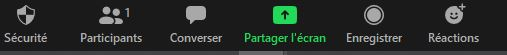 1
Sécurité Participants Converser Partager l'écran Enregistrer Réactions